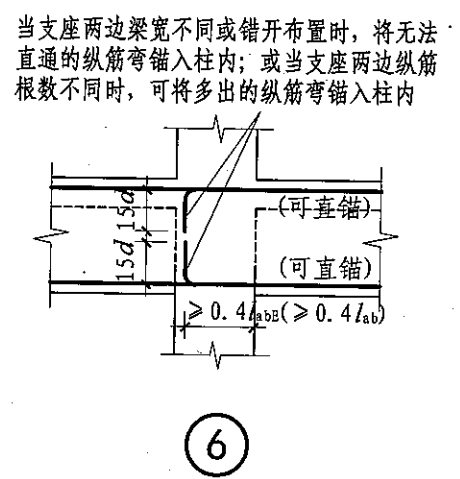 当支座两边梁宽不同或错开布置时，将无法
直通的纵筋弯锚入柱内；或当支座两边纵筋
根数不同时，可将多出的纵筋弯锚入柱内
15d
(可直锚)
15d
(可直锚)
≥0.4labE(≥0.4lab)
6